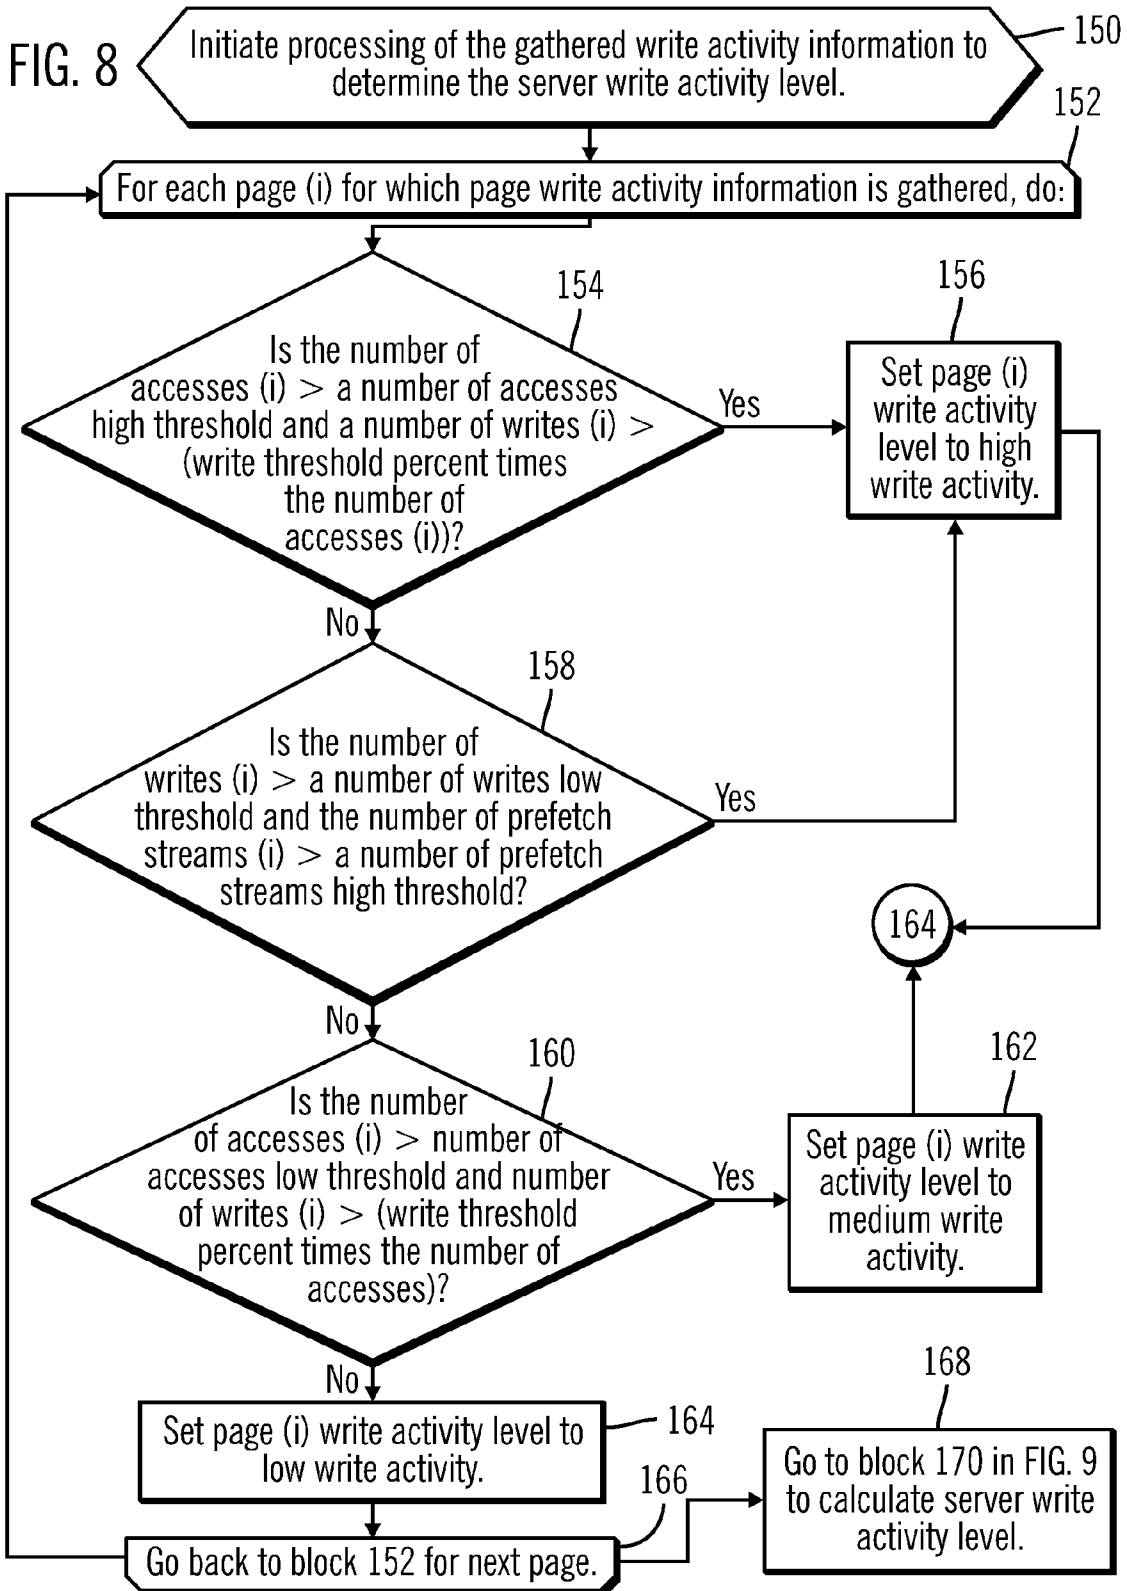 FIG. 8
Initiate processing of the gathered write activity information to
determine the server write activity level.
150
152
For each page (i) for which page write activity information is gathered, do:
154
Is the number of
accesses (i) > a number of accesses
high threshold and a number of writes (i) >
(write threshold percent times
the number of
accesses (i))?
Yes
156
Set page (i)
write activity
level to high
write activity.
No
158
Is the number of
writes (i) > a number of writes low
threshold and the number of prefetch
streams (i) > a number of prefetch
streams high threshold?
Yes
164
No
160
Is the number
of accesses (i) > number of
accesses low threshold and number
of writes (i) > (write threshold
percent times the number of
accesses)?
Yes
162
Set page (i) write
activity level to
medium write
activity.
No
Set page (i) write activity level to
low write activity.
164
166
Go back to block 152 for next page.
168
Go to block 170 in FIG. 9
to calculate server write
activity level.